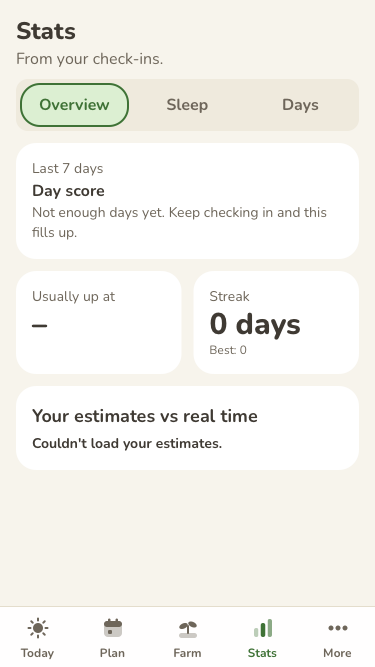 Stats
From your check-ins.
Overview
Sleep
Days
Last 7 days
Day score
Not enough days yet. Keep checking in and this
fills up.
Usually up at
–
Streak
0 days
Best: 0
Your estimates vs real time
Couldn't load your estimates.
Today
Plan
Farm
Stats
More